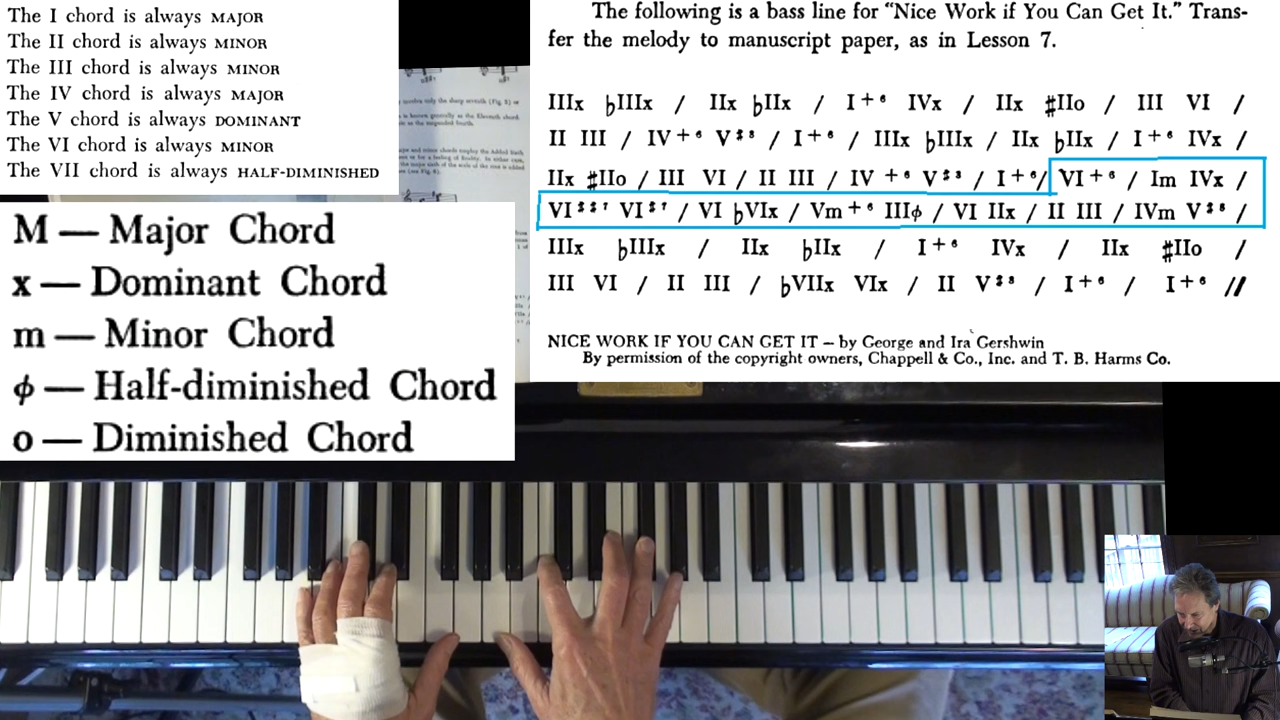 The I chord is always MAJOR
The II chord is always MINOR
The III chord is always MINOR
The IV chord is always MAJOR
The V chord is always DOMINANT
The VI chord is always MINOR
The VII chord is always HALF-DIMINISHED
M — Major Chord
x — Dominant Chord
m — Minor Chord
ϕ — Half-diminished Chord
o — Diminished Chord
The following is a bass line for “Nice Work if You Can Get It.” Trans-
fer the melody to manuscript paper, as in Lesson 7.
IIIx ♭IIIx / IIx ♭IIx / I+⁶ IVx / IIx ♯IIo / III VI /
II III / IV+⁶ / I+⁶ / IIIx ♭IIIx / IIx ♭IIx / I+⁶ IVx /
IIx ♯IIo / III VI / II III / IV+⁶ / I+⁶ / VI+⁶ / Im IVx /
/ VI ♭VIx / Vm+⁶ IIIϕ / VI IIx / II III / IVm /
IIIx ♭IIIx / IIx ♭IIx / I+⁶ IVx / IIx ♯IIo /
III VI / II III / ♭VIIx VIx / II / I+⁶ / I+⁶ //
NICE WORK IF YOU CAN GET IT — by George and Ira Gershwin
By permission of the copyright owners, Chappell & Co., Inc. and T. B. Harms Co.